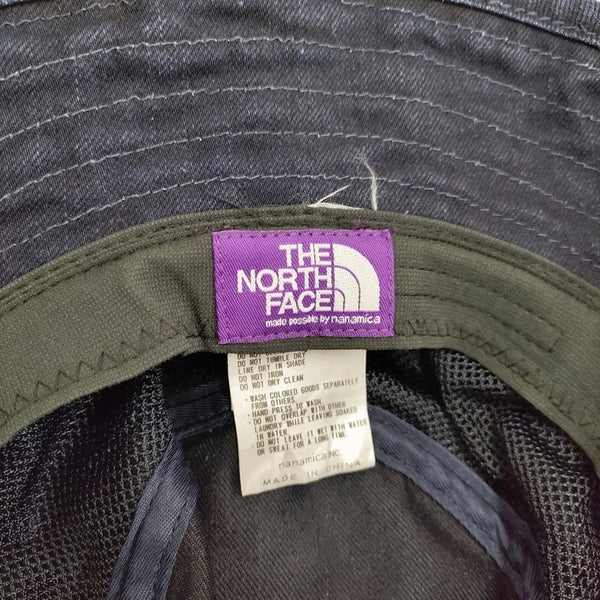 THE
NORTH
FACE
made possible by nanamica
DO NOT TUMBLE DRY
LINE DRY IN SHADE
DO NOT IRON
DO NOT DRY CLEAN
・WASH COLORED GOODS SEPARATELY
FROM OTHERS.
・HAND PRESS TO WASH.
・DO NOT OVERLAP WITH OTHER
LAUNDRY WHILE LEAVING SOAKED
IN WATER.
・DO NOT LEAVE IT WET WITH WATER
OR SWEAT FOR A LONG TIME.
nanamica INC.
MADE IN CHINA